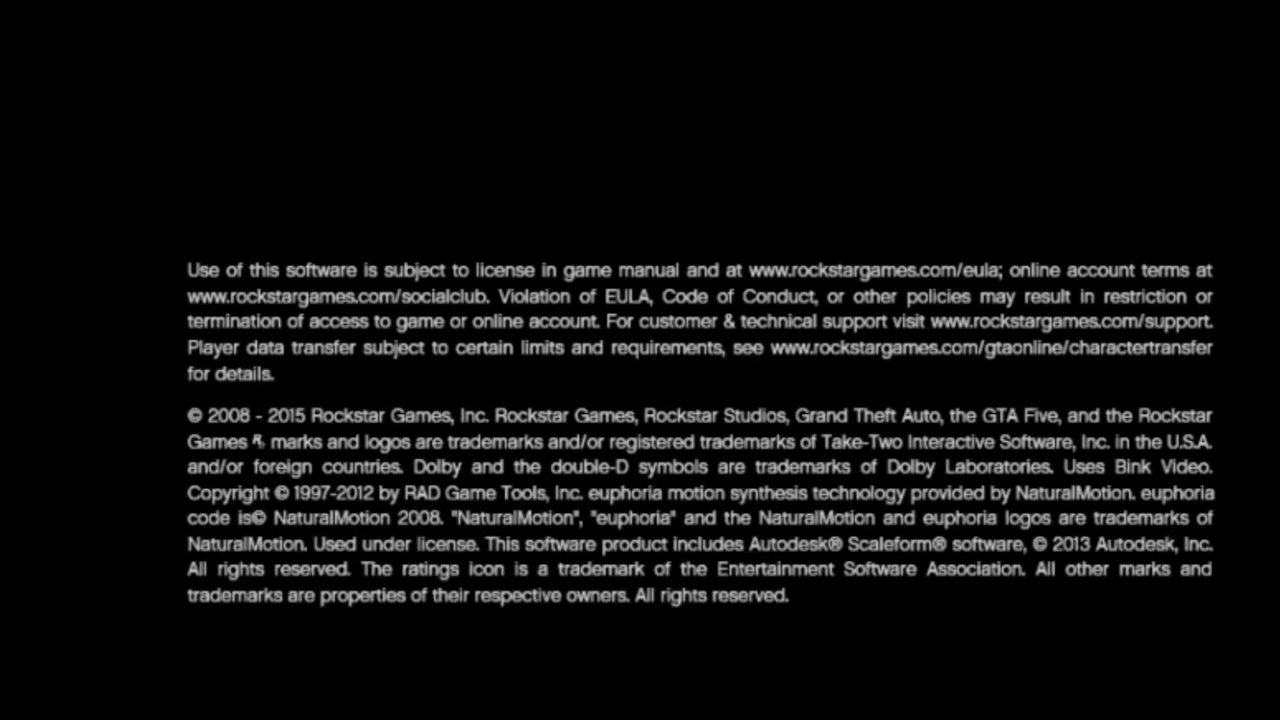 Use of this software is subject to license in game manual and at www.rockstargames.com/eula; online account terms at
www.rockstargames.com/socialclub. Violation of EULA, Code of Conduct, or other policies may result in restriction or
termination of access to game or online account. For customer & technical support visit www.rockstargames.com/support.
Player data transfer subject to certain limits and requirements, see www.rockstargames.com/gtaonline/charactertransfer
for details.
© 2008 - 2015 Rockstar Games, Inc. Rockstar Games, Rockstar Studios, Grand Theft Auto, the GTA Five, and the Rockstar
Games R* marks and logos are trademarks and/or registered trademarks of Take-Two Interactive Software, Inc. in the U.S.A.
and/or foreign countries. Dolby and the double-D symbols are trademarks of Dolby Laboratories. Uses Bink Video.
Copyright © 1997-2012 by RAD Game Tools, Inc. euphoria motion synthesis technology provided by NaturalMotion. euphoria
code is© NaturalMotion 2008. "NaturalMotion", "euphoria" and the NaturalMotion and euphoria logos are trademarks of
NaturalMotion. Used under license. This software product includes Autodesk® Scaleform® software, © 2013 Autodesk, Inc.
All rights reserved. The ratings icon is a trademark of the Entertainment Software Association. All other marks and
trademarks are properties of their respective owners. All rights reserved.